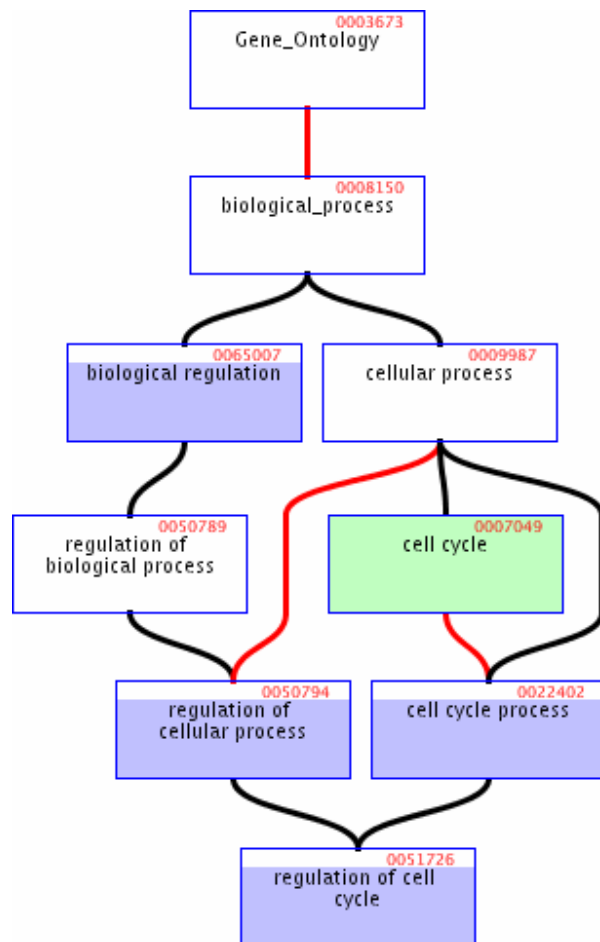 0003673
Gene_Ontology
0008150
biological_process
0065007
biological regulation
0009987
cellular process
0050789
regulation of
biological process
0007049
cell cycle
0050794
regulation of
cellular process
0022402
cell cycle process
0051726
regulation of cell
cycle